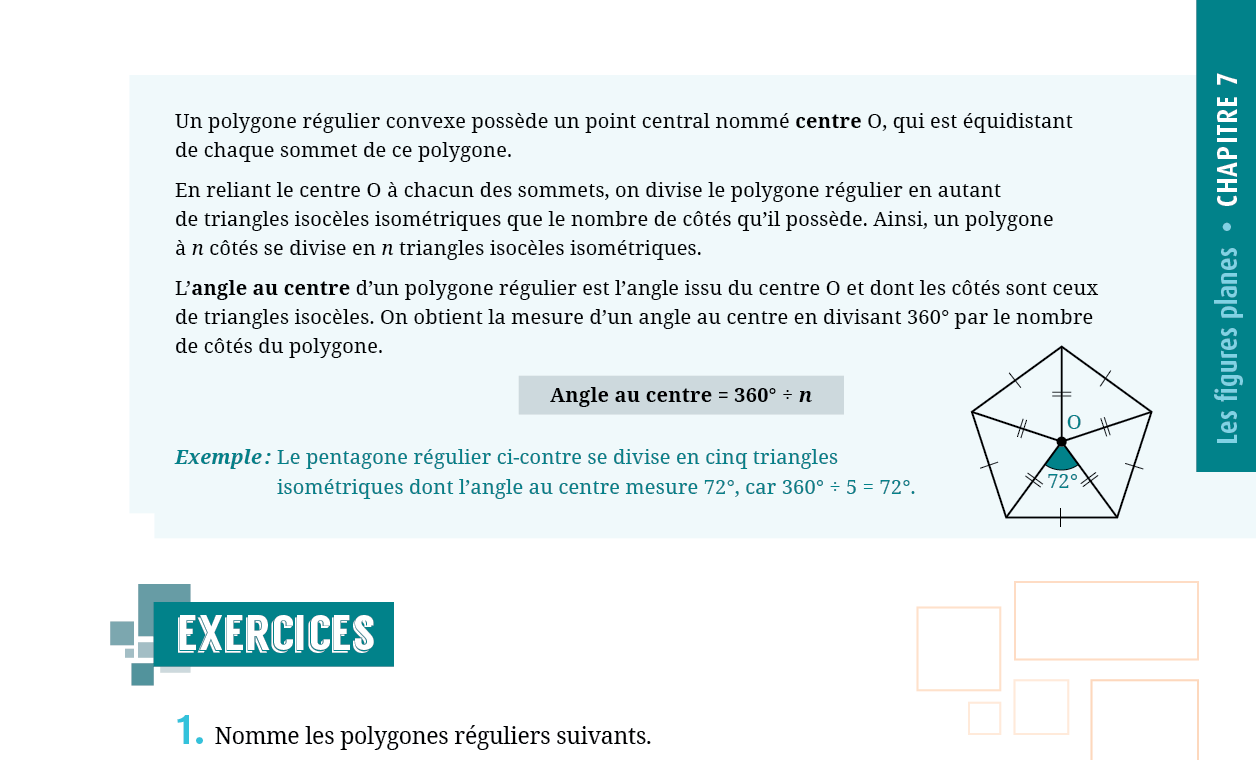 Un polygone régulier convexe possède un point central nommé centre O, qui est équidistant
de chaque sommet de ce polygone.
En reliant le centre O à chacun des sommets, on divise le polygone régulier en autant
de triangles isocèles isométriques que le nombre de côtés qu’il possède. Ainsi, un polygone
à n côtés se divise en n triangles isocèles isométriques.
L’angle au centre d’un polygone régulier est l’angle issu du centre O et dont les côtés sont ceux
de triangles isocèles. On obtient la mesure d’un angle au centre en divisant 360° par le nombre
de côtés du polygone.
Angle au centre = 360° ÷ n
Exemple : Le pentagone régulier ci-contre se divise en cinq triangles
isométriques dont l’angle au centre mesure 72°, car 360° ÷ 5 = 72°.
O
72°
Les figures planes • CHAPITRE 7
EXERCICES
1. Nomme les polygones réguliers suivants.